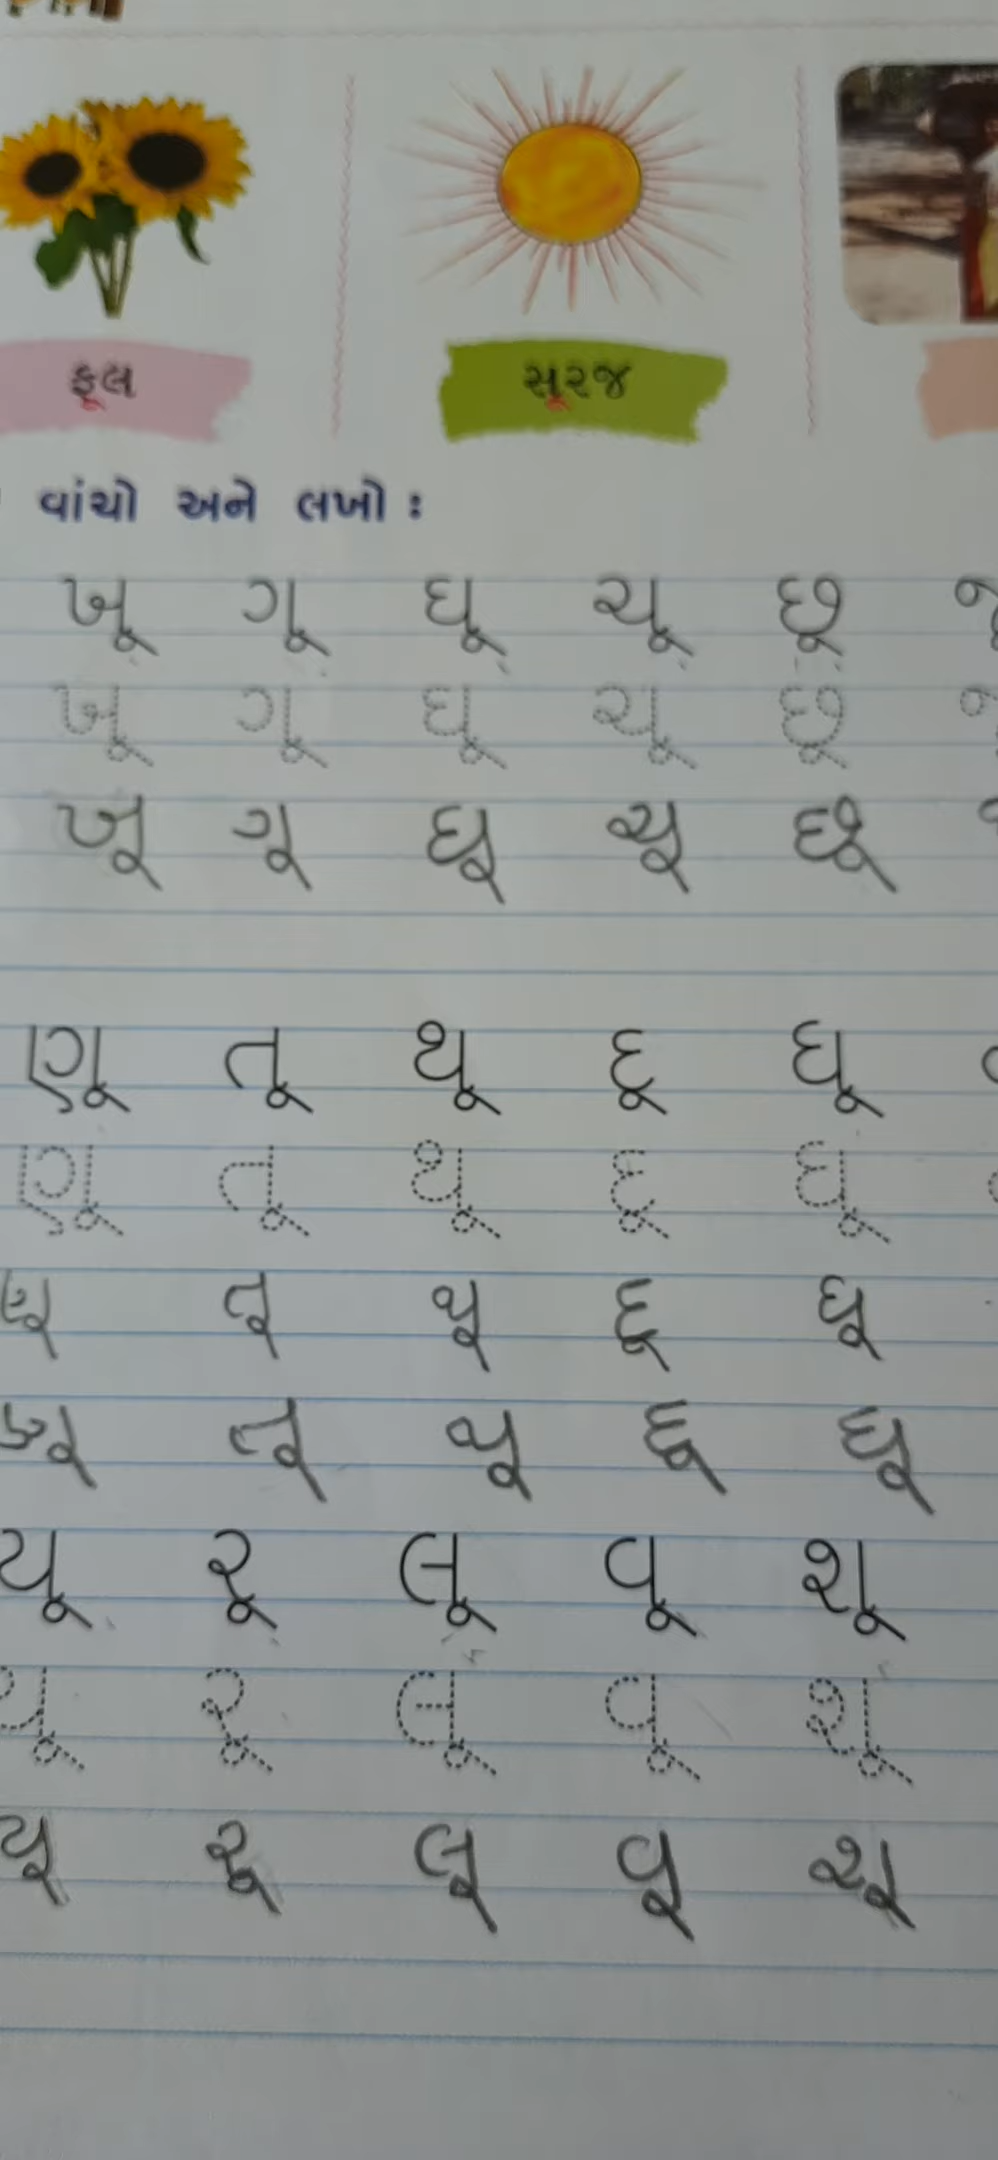 ફૂલ સૂરજ
વાંચો અને લખો :
ખૂ ગૂ ઘૂ ચૂ છૂ
ખૂ ગૂ ઘૂ ચૂ છૂ
ખૂ ગૂ ઘૂ ચૂ છૂ
ણૂ તૂ થૂ દૂ ધૂ
ણૂ તૂ થૂ દૂ ધૂ
તૂ થૂ દૂ ધૂ
તૂ થૂ દૂ ધૂ
યૂ રૂ લૂ વૂ શૂ
યૂ રૂ લૂ વૂ શૂ
યૂ રૂ લૂ વૂ શૂ